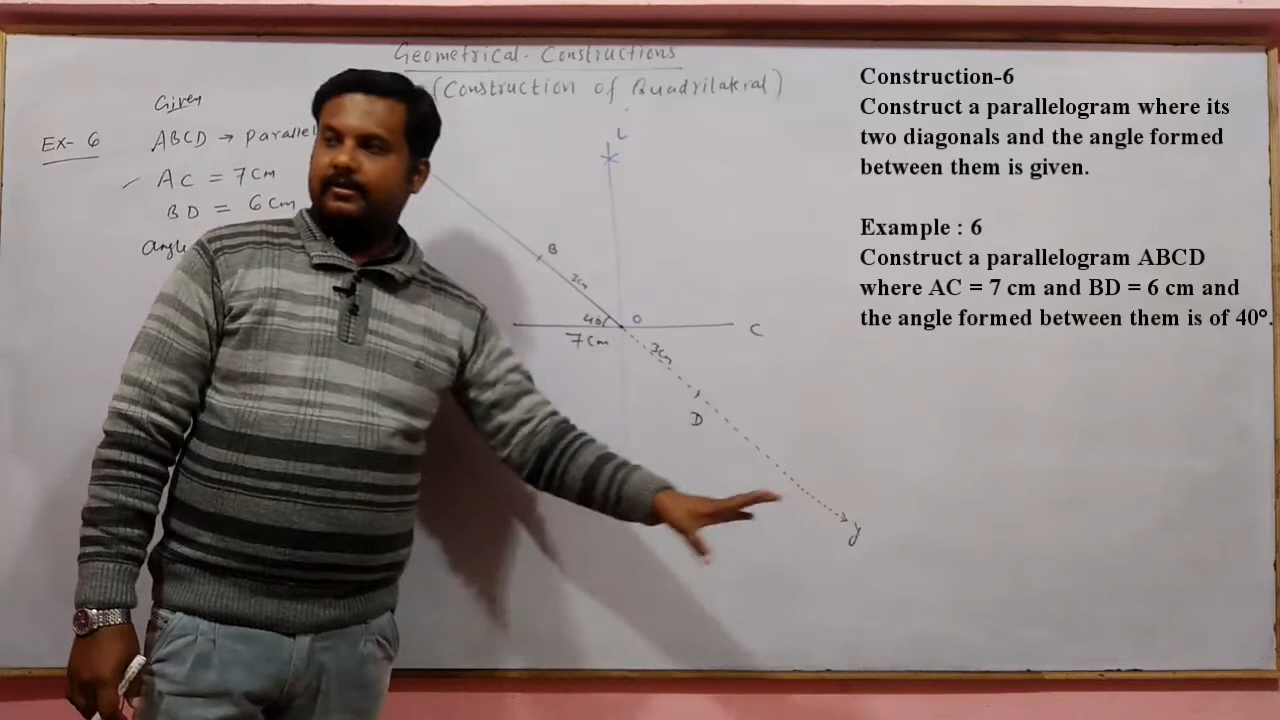 Geometrical-Constructions
(Construction of Quadrilateral)
Given
Ex- 6
ABCD → parallel
AC = 7cm
BD = 6cm
angle
L
B
3cm
40°
O
7cm
C
3cm
D
y
Construction-6
Construct a parallelogram where its
two diagonals and the angle formed
between them is given.
Example : 6
Construct a parallelogram ABCD
where AC = 7 cm and BD = 6 cm and
the angle formed between them is of 40°.